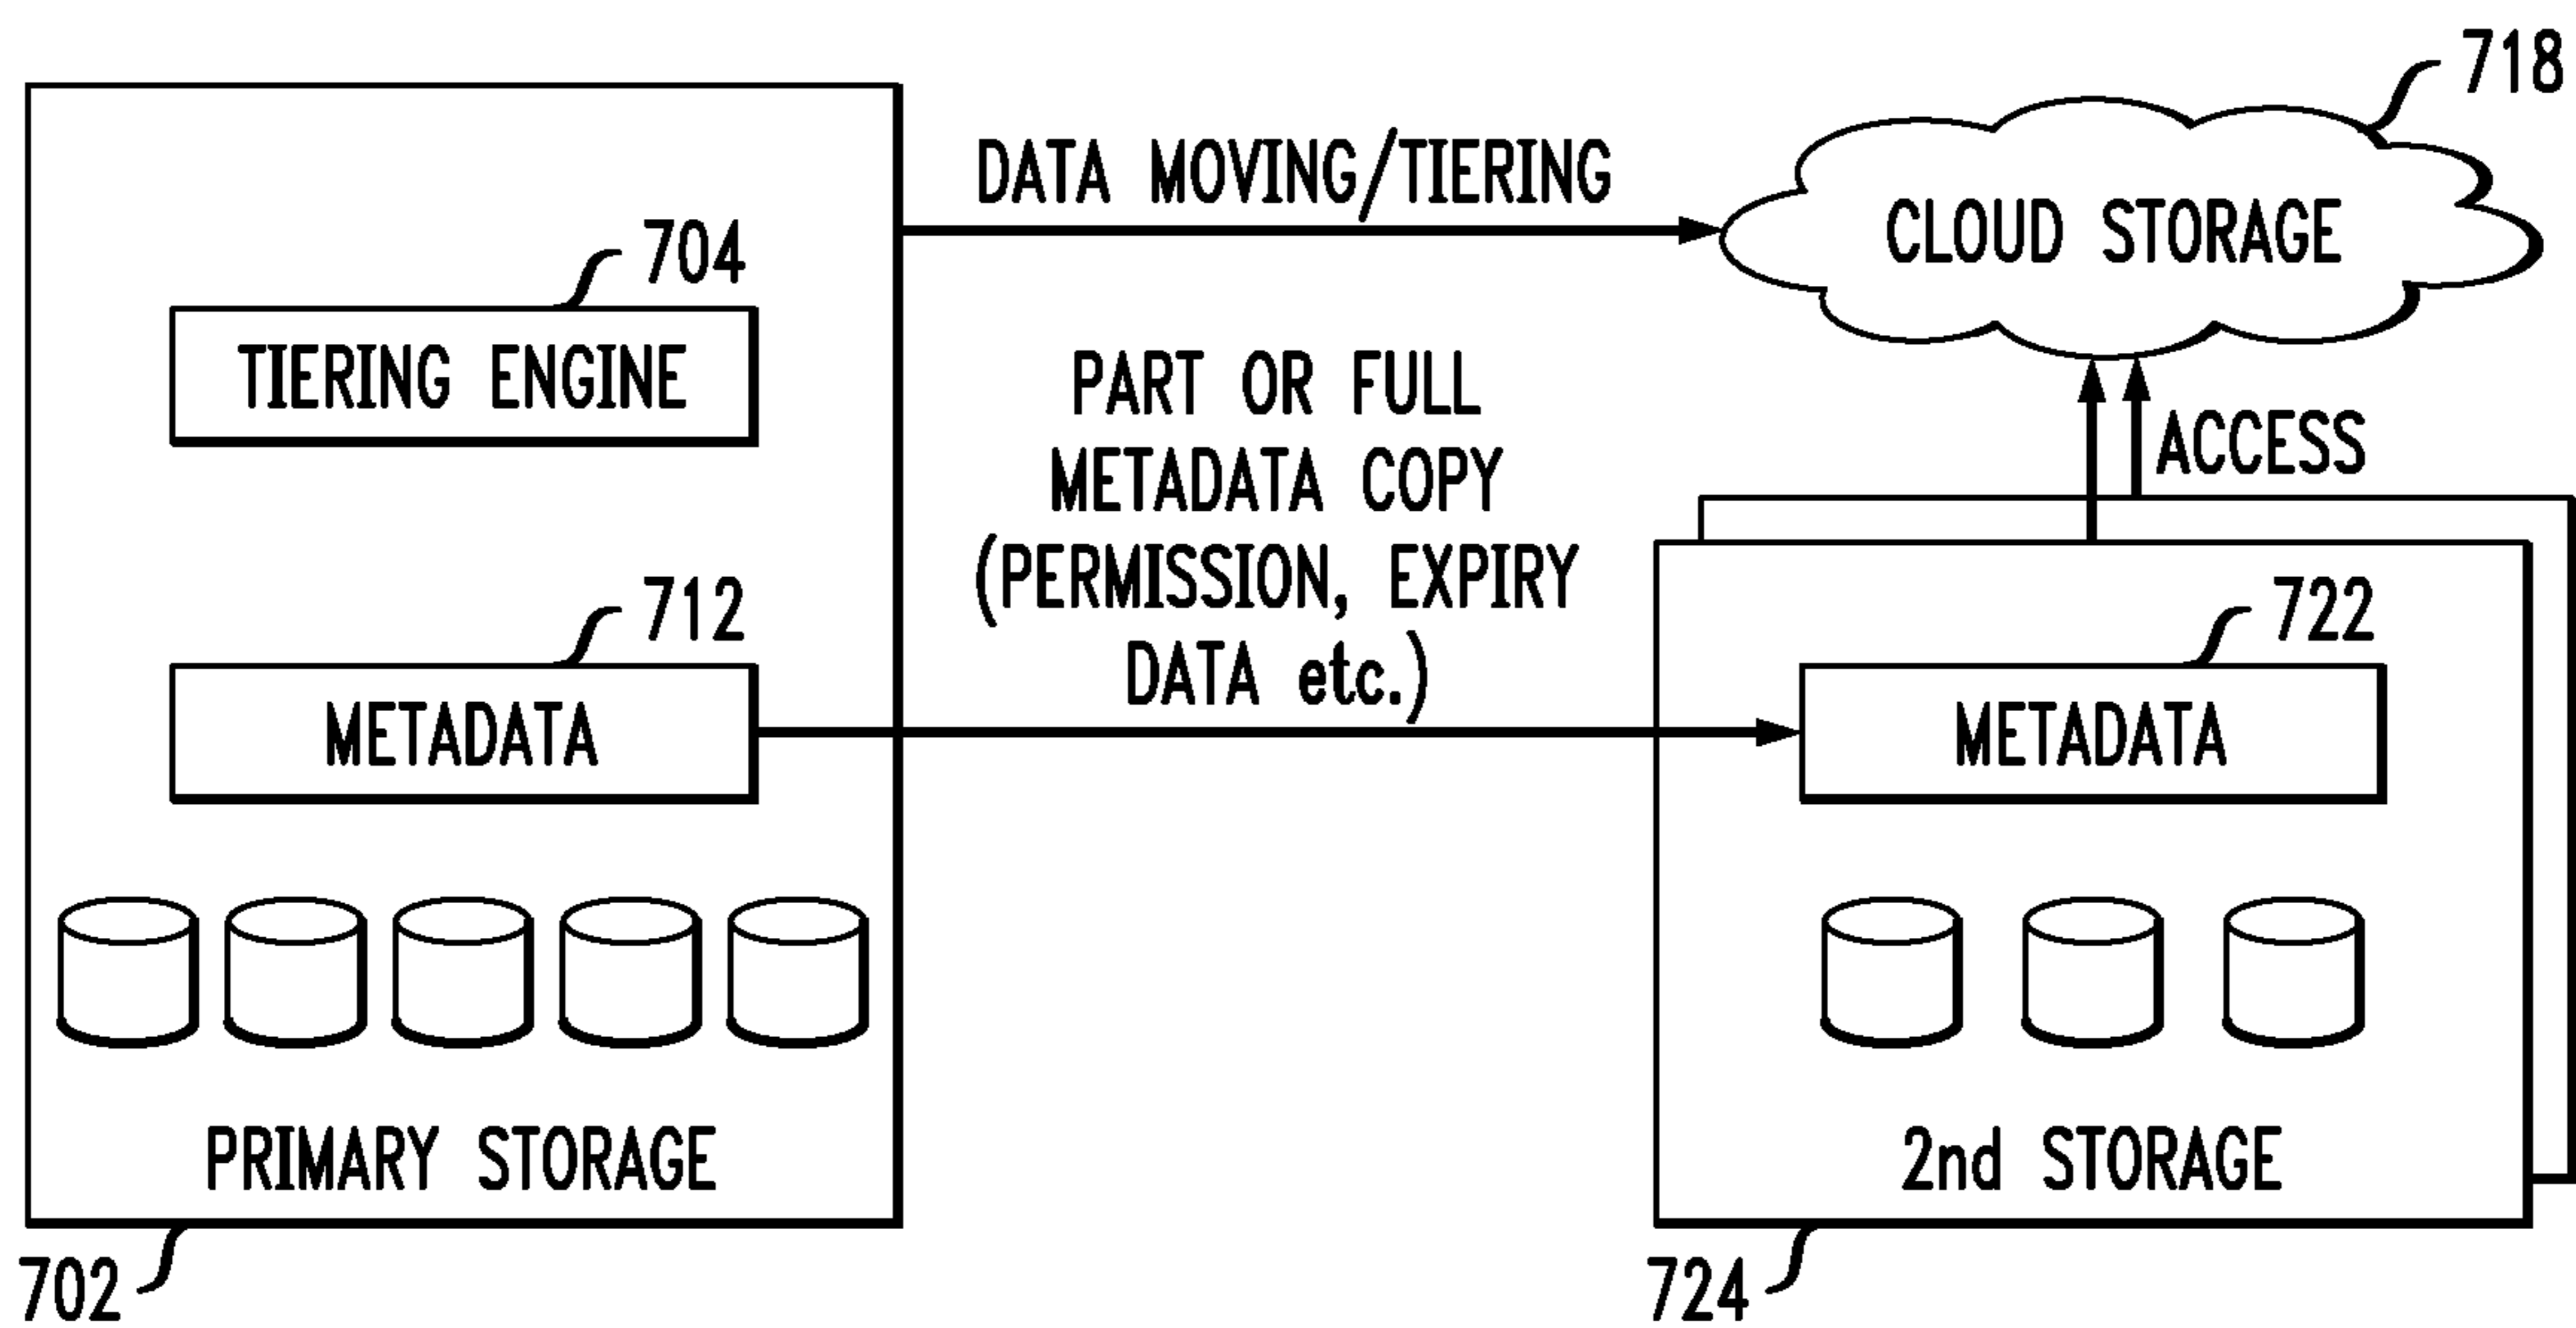 718
DATA MOVING/TIERING
CLOUD STORAGE
704
TIERING ENGINE
PART OR FULL
METADATA COPY
(PERMISSION, EXPIRY
DATA etc.)
ACCESS
712
METADATA
722
METADATA
PRIMARY STORAGE
2nd STORAGE
702
724